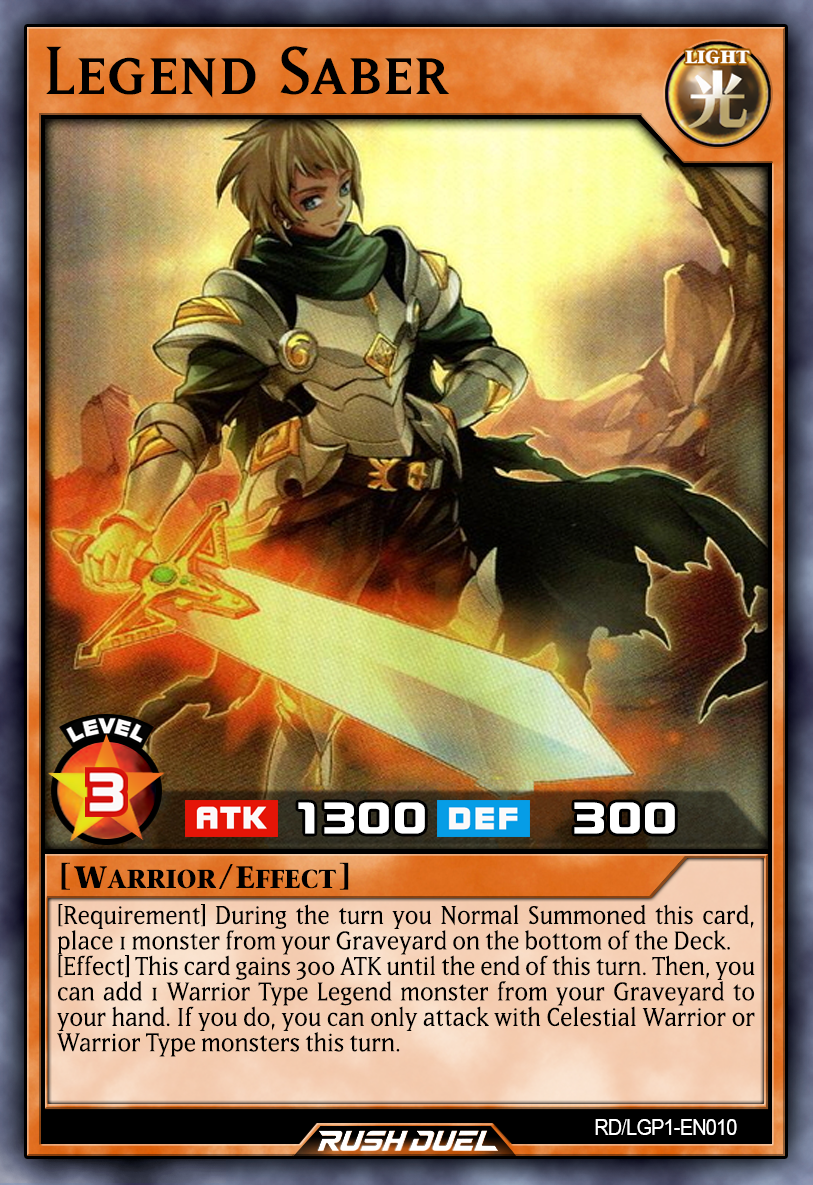 Legend Saber
LIGHT
光
LEVEL
3
ATK 1300 DEF 300
[Warrior/Effect]
[Requirement] During the turn you Normal Summoned this card,
place 1 monster from your Graveyard on the bottom of the Deck.
[Effect] This card gains 300 ATK until the end of this turn. Then, you
can add 1 Warrior Type Legend monster from your Graveyard to
your hand. If you do, you can only attack with Celestial Warrior or
Warrior Type monsters this turn.
RD/LGP1-EN010
RUSH DUEL